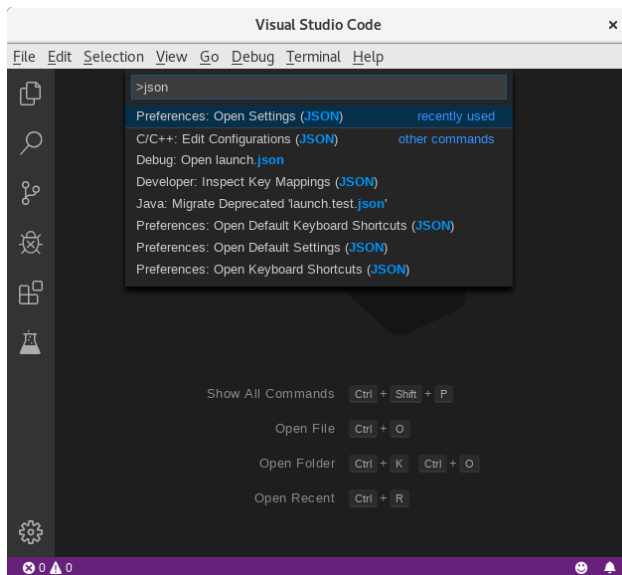 Visual Studio Code ×
File Edit Selection View Go Debug Terminal Help
>json
Preferences: Open Settings (JSON) recently used
C/C++: Edit Configurations (JSON) other commands
Debug: Open launch.json
Developer: Inspect Key Mappings (JSON)
Java: Migrate Deprecated 'launch.test.json'
Preferences: Open Default Keyboard Shortcuts (JSON)
Preferences: Open Default Settings (JSON)
Preferences: Open Keyboard Shortcuts (JSON)
Show All Commands Ctrl + Shift + P
Open File Ctrl + O
Open Folder Ctrl + K Ctrl + O
Open Recent Ctrl + R
0 0